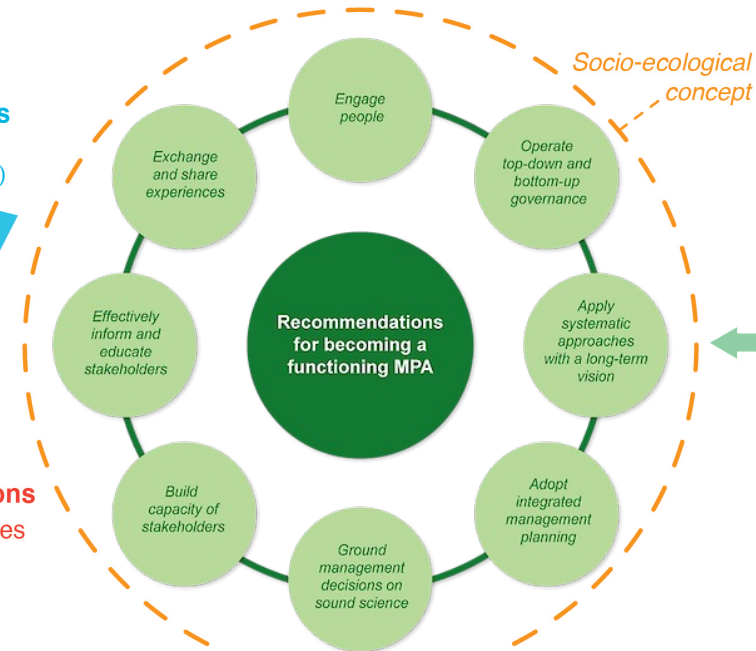 Socio-ecological
concept
Engage
people
Operate
top-down and
bottom-up
governance
Apply
systematic
approaches
with a long-term
vision
Adopt
integrated
management
planning
Ground
management
decisions on
sound science
Build
capacity of
stakeholders
Effectively
inform and
educate
stakeholders
Exchange
and share
experiences
Recommendations
for becoming a
functioning MPA